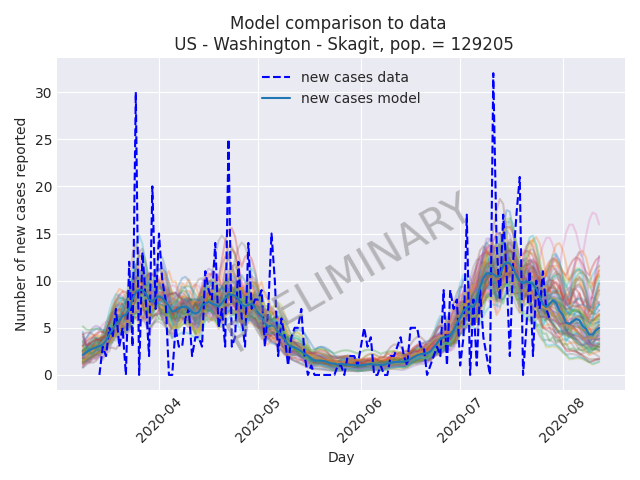 Model comparison to data
US - Washington - Skagit, pop. = 129205
new cases data
new cases model
PRELIMINARY
Number of new cases reported
30
25
20
15
10
5
0
2020-04
2020-05
2020-06
2020-07
2020-08
Day